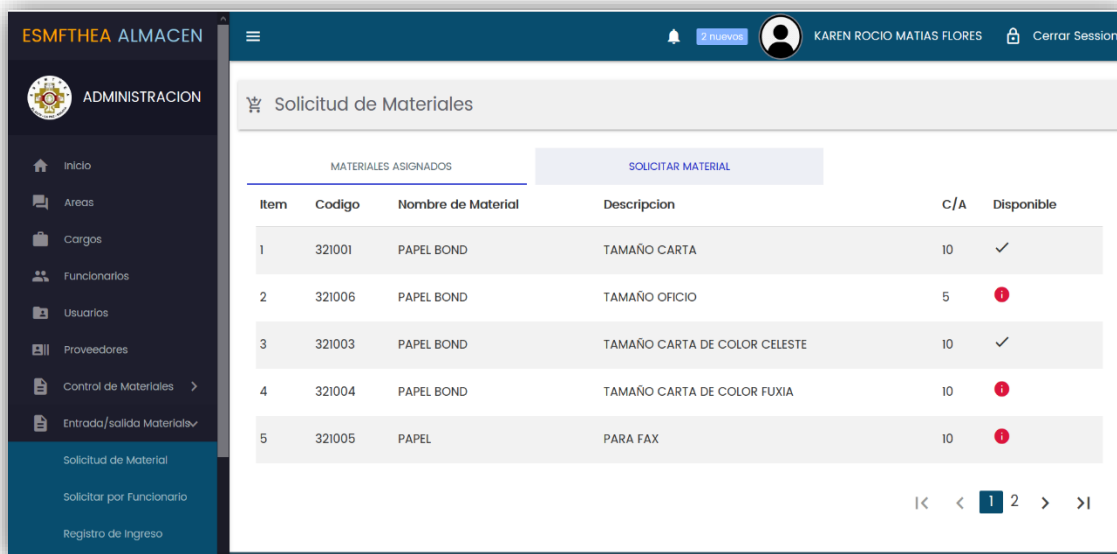 ESMFTHEA ALMACEN
2 nuevos
KAREN ROCIO MATIAS FLORES
Cerrar Session
ADMINISTRACION
Inicio
Areas
Cargos
Funcionarios
Usuarios
Proveedores
Control de Materiales
Entrada/salida Materials
Solicitud de Material
Solicitar por Funcionario
Registro de Ingreso
Solicitud de Materiales
MATERIALES ASIGNADOS SOLICITAR MATERIAL
Item Codigo Nombre de Material Descripcion C/A Disponible
1 321001 PAPEL BOND TAMAÑO CARTA 10
2 321006 PAPEL BOND TAMAÑO OFICIO 5
3 321003 PAPEL BOND TAMAÑO CARTA DE COLOR CELESTE 10
4 321004 PAPEL BOND TAMAÑO CARTA DE COLOR FUXIA 10
5 321005 PAPEL PARA FAX 10
1 2